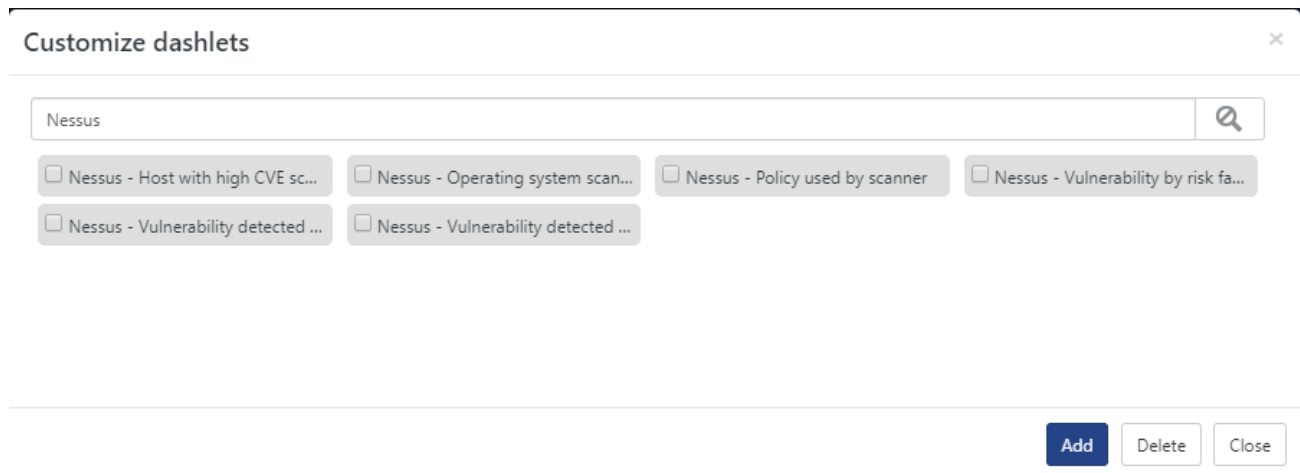 Customize dashlets ×
Nessus
Nessus - Host with high CVE sc... Nessus - Operating system scan... Nessus - Policy used by scanner Nessus - Vulnerability by risk fa...
Nessus - Vulnerability detected ... Nessus - Vulnerability detected ...
Add Delete Close